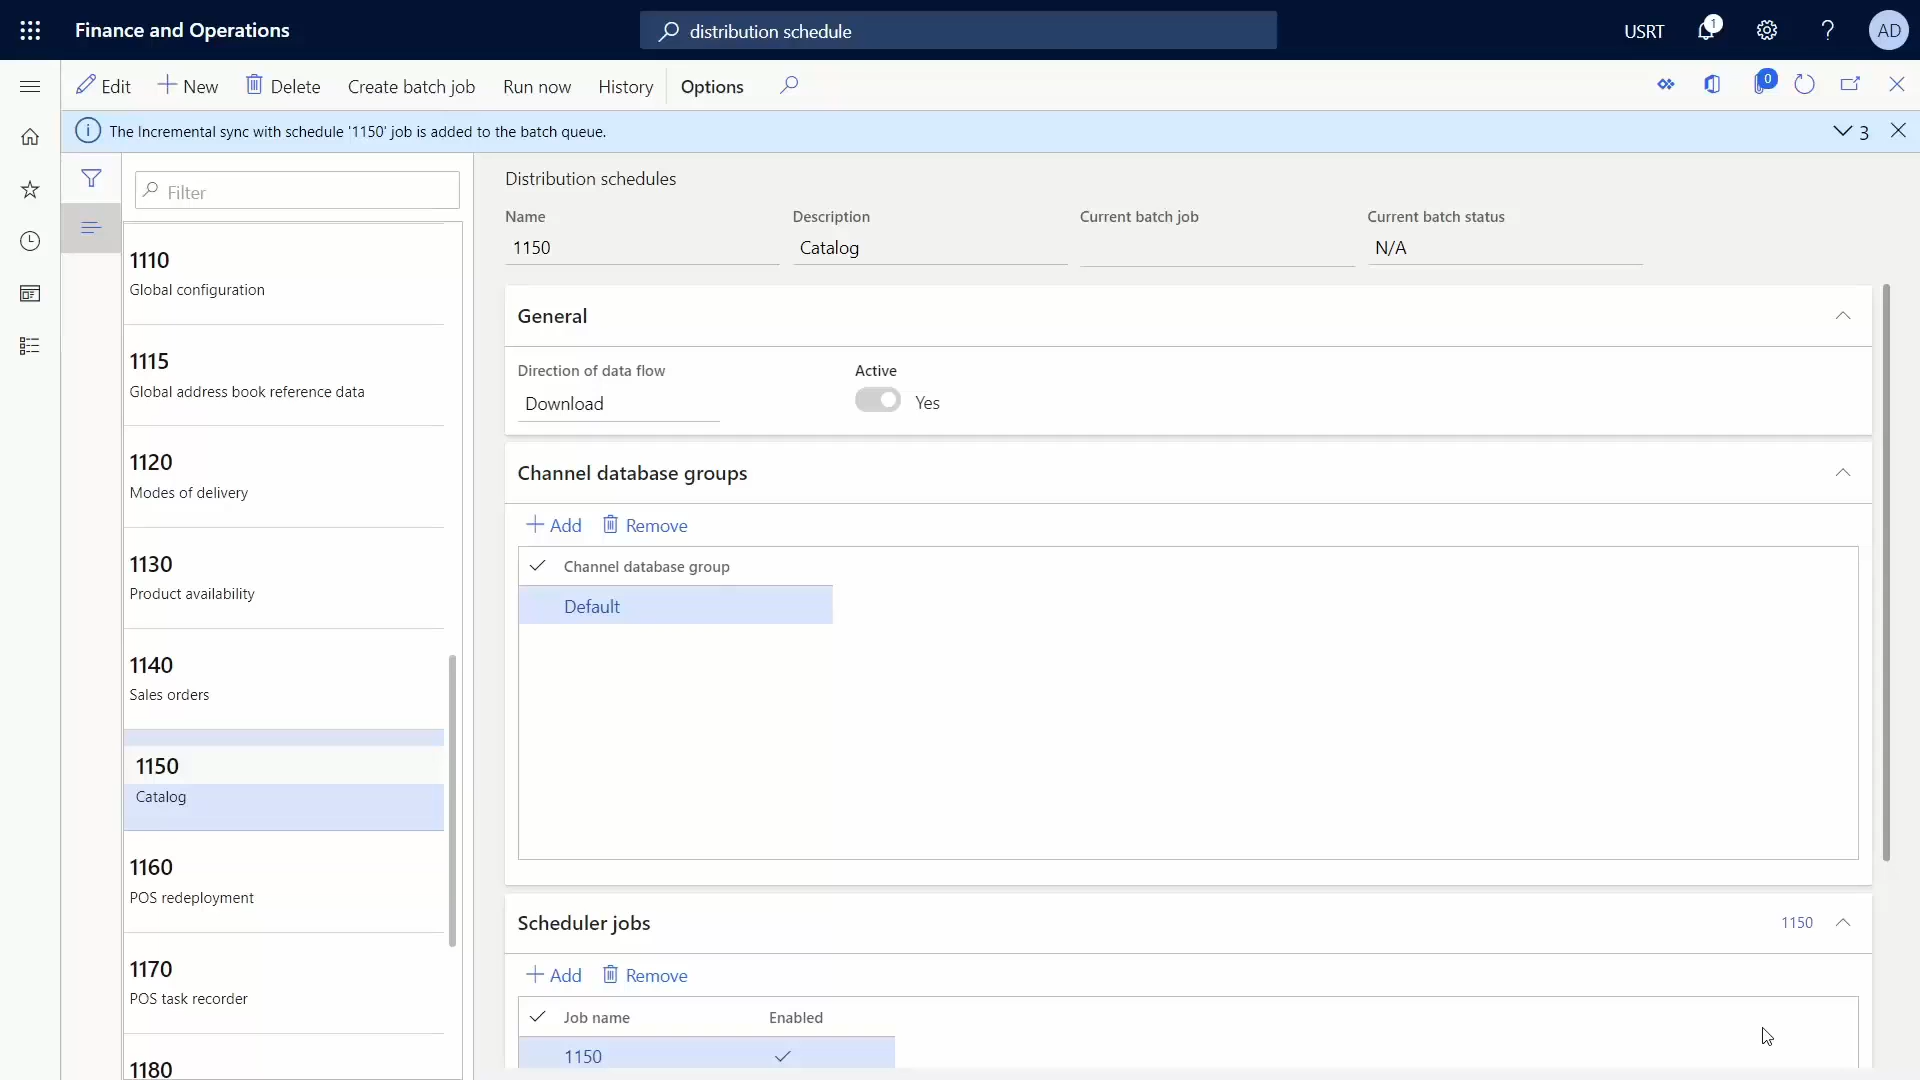 Finance and Operations
distribution schedule
USRT
1
?
AD
Edit
New
Delete
Create batch job
Run now
History
Options
0
The Incremental sync with schedule '1150' job is added to the batch queue.
3
Filter
1110
Global configuration
1115
Global address book reference data
1120
Modes of delivery
1130
Product availability
1140
Sales orders
1150
Catalog
1160
POS redeployment
1170
POS task recorder
1180
Distribution schedules
Name
Description
Current batch job
Current batch status
1150
Catalog
N/A
General
Direction of data flow
Active
Download
Yes
Channel database groups
Add
Remove
Channel database group
Default
Scheduler jobs
1150
Add
Remove
Job name
Enabled
1150